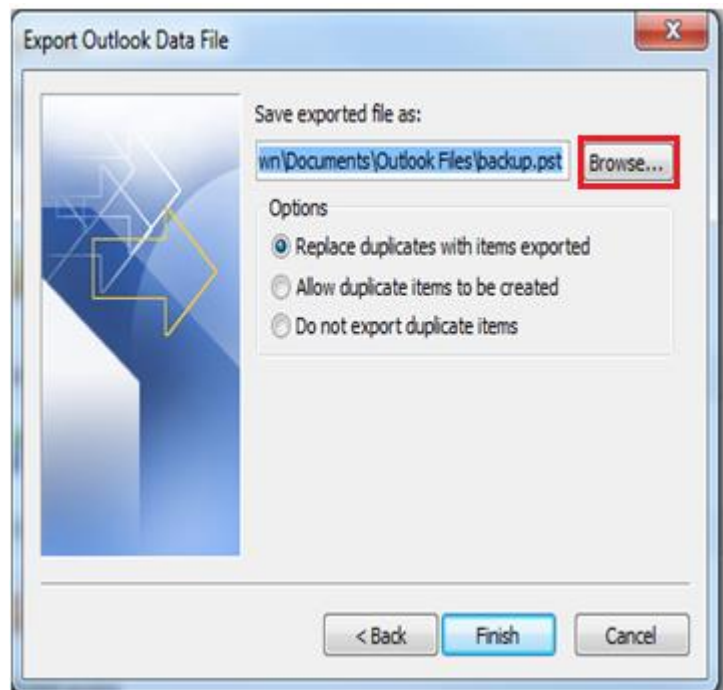 Export Outlook Data File
Save exported file as:
wn\Documents\Outlook Files\backup.pst Browse...
Options
Replace duplicates with items exported
Allow duplicate items to be created
Do not export duplicate items
< Back Finish Cancel